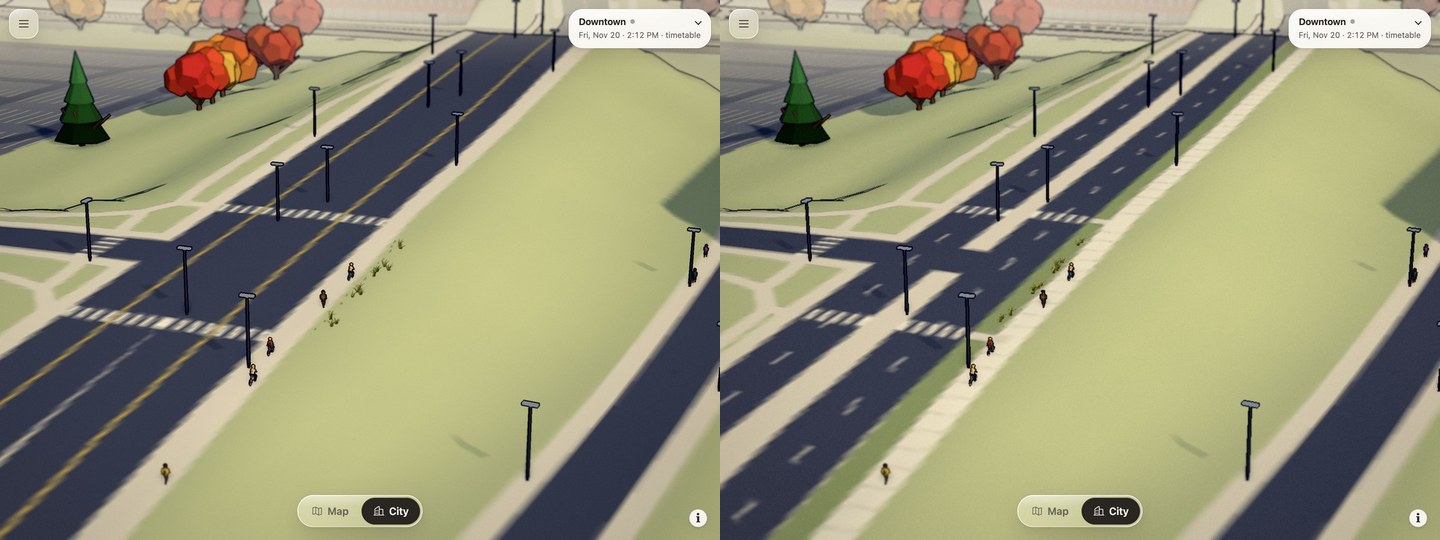 Downtown
Fri, Nov 20 · 2:12 PM · timetable
Map
City
i
Downtown
Fri, Nov 20 · 2:12 PM · timetable
Map
City
i